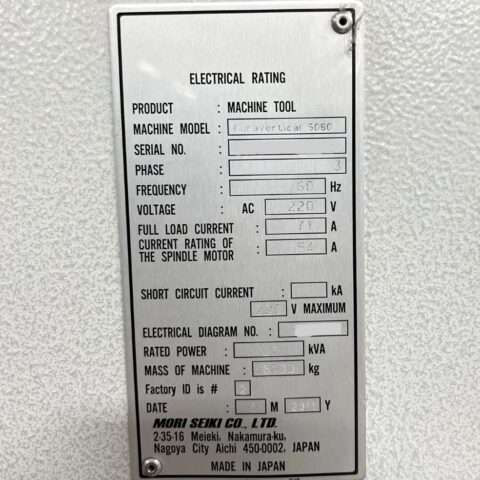 ELECTRICAL RATING
PRODUCT : MACHINE TOOL
MACHINE MODEL : Duravertical 5060
SERIAL NO. :
PHASE : 3
FREQUENCY : /60 Hz
VOLTAGE : AC 220 V
FULL LOAD CURRENT : 71 A
CURRENT RATING OF
THE SPINDLE MOTOR : 54 A
SHORT CIRCUIT CURRENT : kA
V MAXIMUM
ELECTRICAL DIAGRAM NO. :
RATED POWER : kVA
MASS OF MACHINE : kg
Factory ID is #
DATE : M Y
MORI SEIKI CO., LTD.
2-35-16 Meieki, Nakamura-ku,
Nagoya City Aichi 450-0002, JAPAN
MADE IN JAPAN